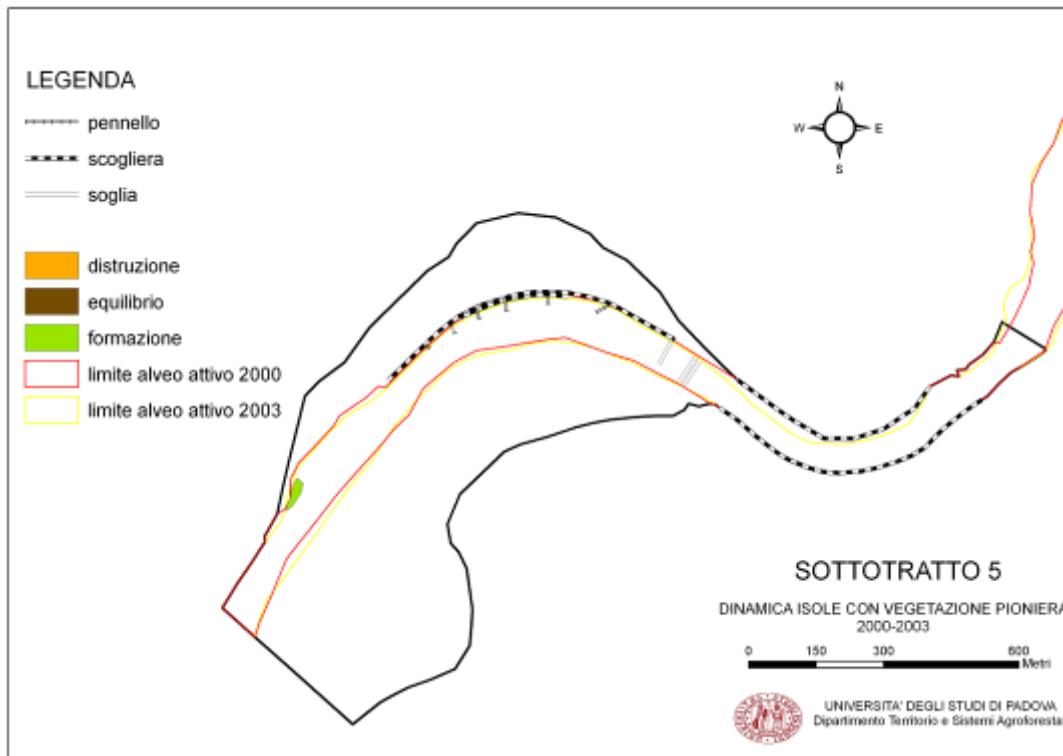 LEGENDA
pennello
scogliera
soglia
distruzione
equilibrio
formazione
limite alveo attivo 2000
limite alveo attivo 2003
N
W E
S
SOTTOTRATTO 5
DINAMICA ISOLE CON VEGETAZIONE PIONIERA
2000-2003
0 150 300 600
Metri
UNIVERSITA' DEGLI STUDI DI PADOVA
Dipartimento Territorio e Sistemi Agroforesta